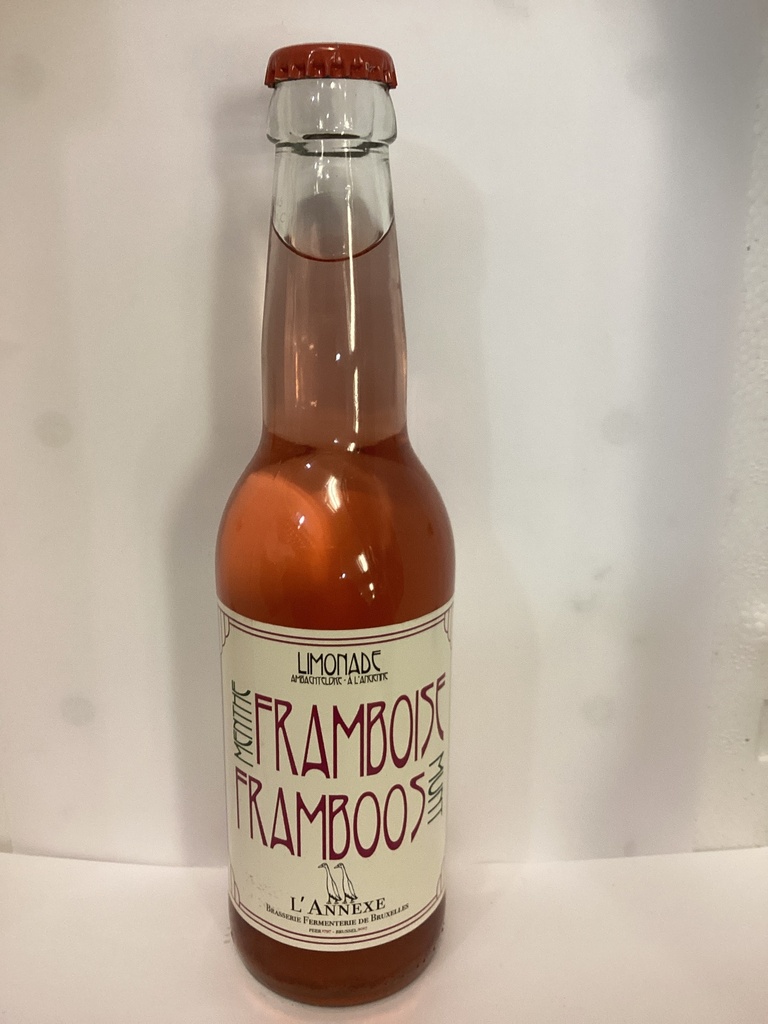 LIMONADE
AMBACHTELIJKE - À L'ANCIENNE
MENTHE
FRAMBOISE
FRAMBOOS
MUNT
L'ANNEXE
BRASSERIE FERMENTERIE DE BRUXELLES